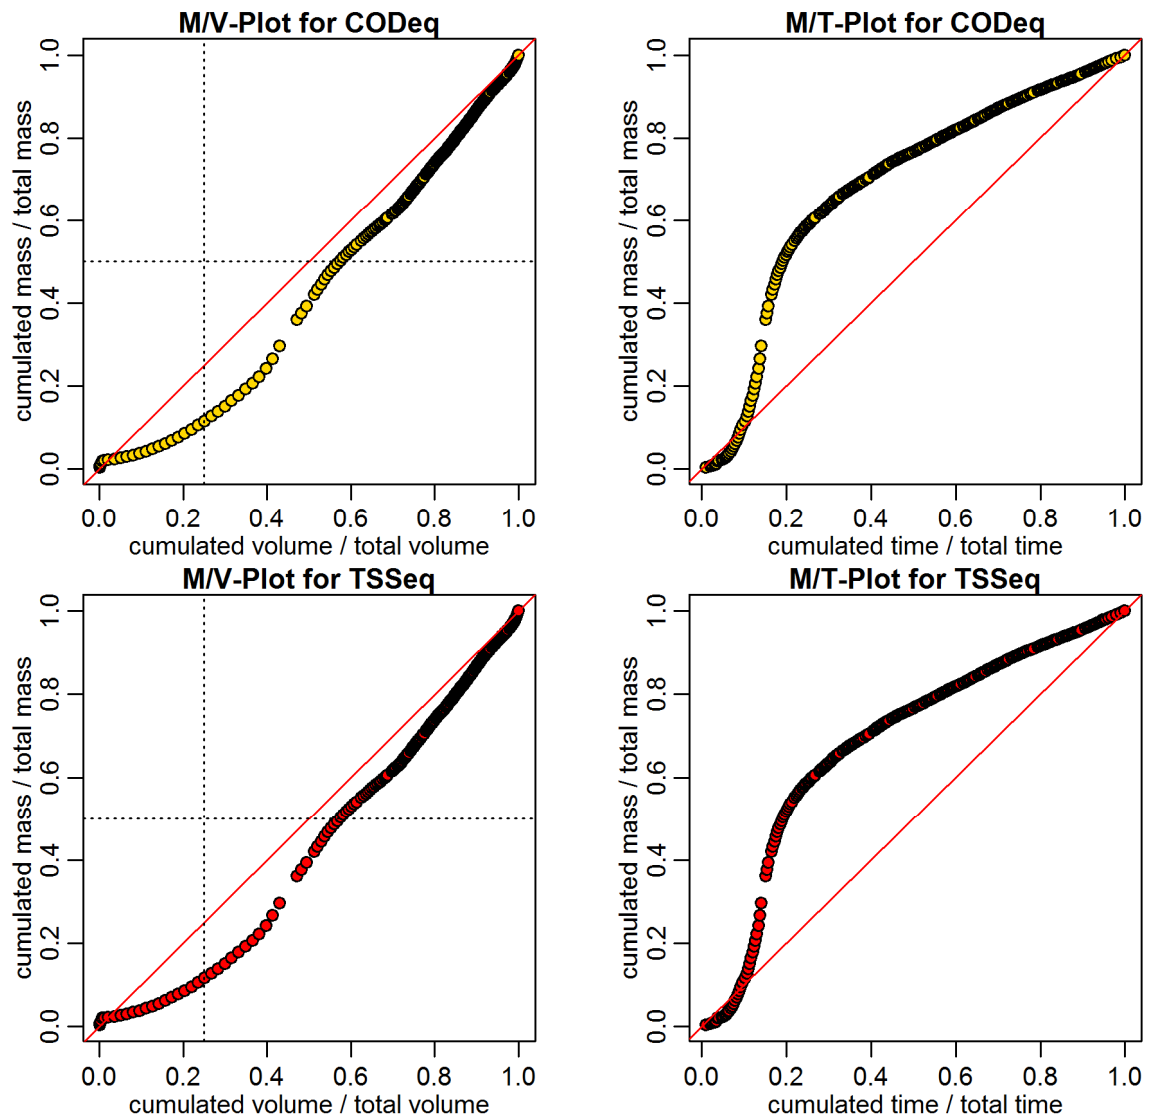 M/V-Plot for CODeq
cumulated mass / total mass
1.0
0.8
0.6
0.4
0.2
0.0
0.0 0.2 0.4 0.6 0.8 1.0
cumulated volume / total volume
M/T-Plot for CODeq
cumulated mass / total mass
1.0
0.8
0.6
0.4
0.2
0.0
0.0 0.2 0.4 0.6 0.8 1.0
cumulated time / total time
M/V-Plot for TSSeq
cumulated mass / total mass
1.0
0.8
0.6
0.4
0.2
0.0
0.0 0.2 0.4 0.6 0.8 1.0
cumulated volume / total volume
M/T-Plot for TSSeq
cumulated mass / total mass
1.0
0.8
0.6
0.4
0.2
0.0
0.0 0.2 0.4 0.6 0.8 1.0
cumulated time / total time